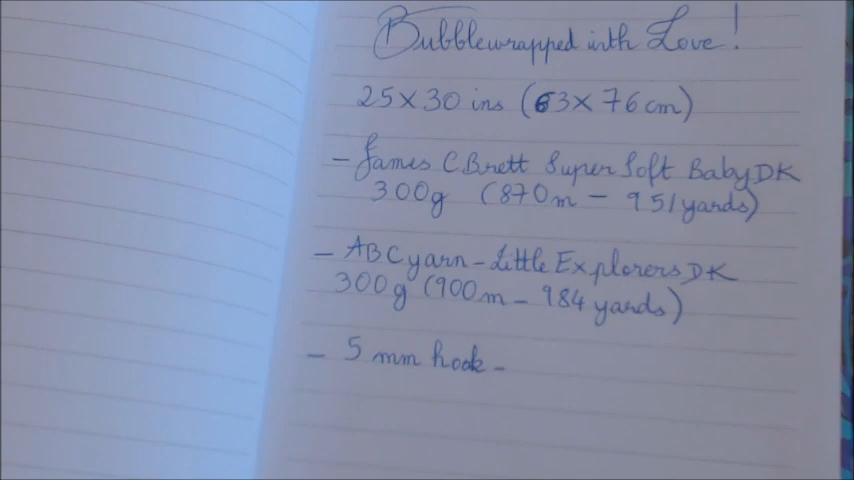 Bubblewrapped with Love!
25 x 30 ins (63 x 76 cm)
- James C. Brett Super Soft Baby DK
300g (870m - 951 yards)
- ABC yarn - Little Explorers DK
300g (900m - 984 yards)
- 5 mm hook -